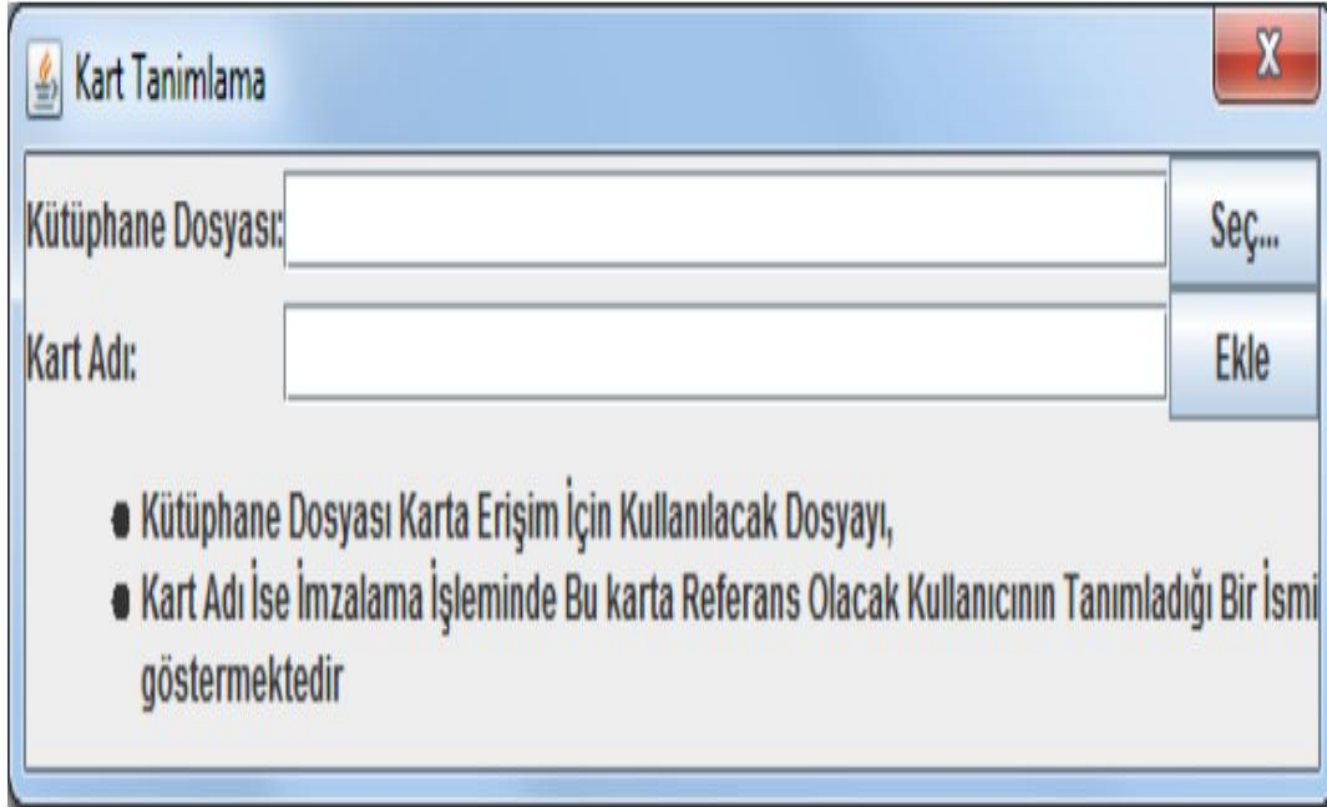 Kart Tanimlama
X
Kütüphane Dosyası: Seç...
Kart Adı: Ekle
● Kütüphane Dosyası Karta Erişim İçin Kullanılacak Dosyayı,
● Kart Adı İse İmzalama İşleminde Bu karta Referans Olacak Kullanıcının Tanımladığı Bir İsmi
göstermektedir